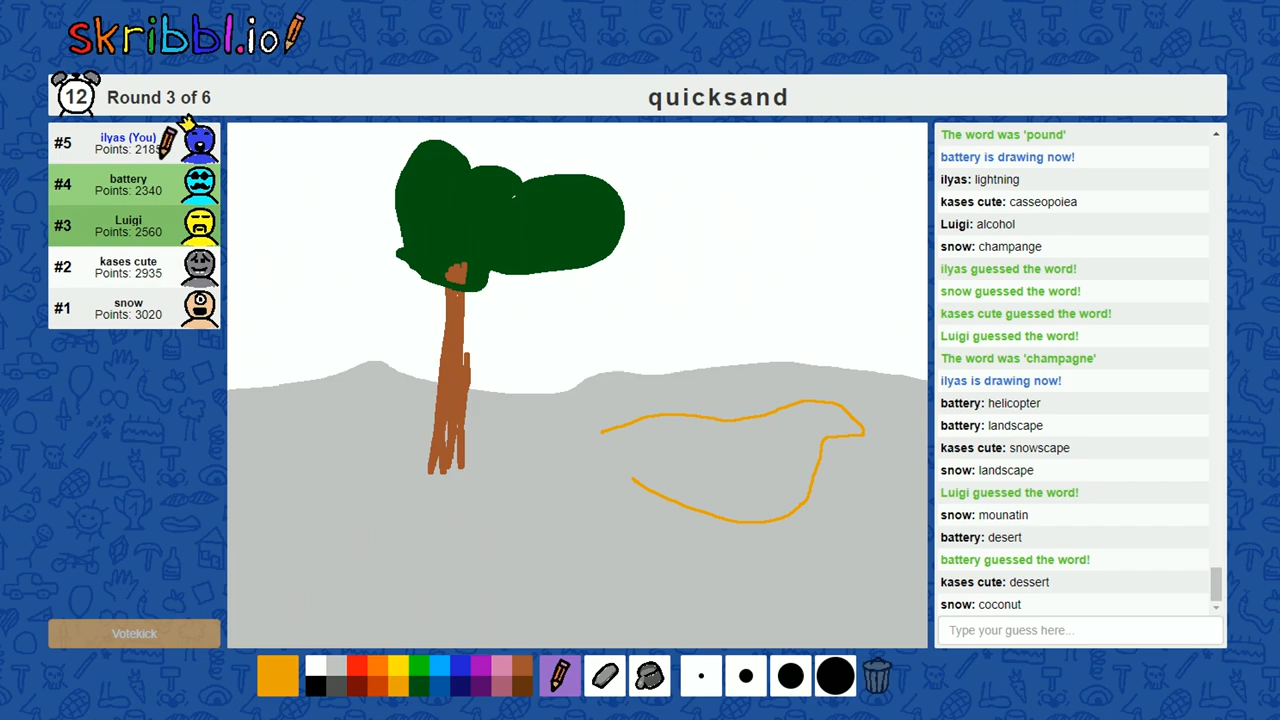 skribbl.io
12
Round 3 of 6
quicksand
#5
ilyas (You)
Points: 2185
#4
battery
Points: 2340
#3
Luigi
Points: 2560
#2
kases cute
Points: 2935
#1
snow
Points: 3020
Votekick
The word was 'pound'
battery is drawing now!
ilyas: lightning
kases cute: casseopoiea
Luigi: alcohol
snow: champange
ilyas guessed the word!
snow guessed the word!
kases cute guessed the word!
Luigi guessed the word!
The word was 'champagne'
ilyas is drawing now!
battery: helicopter
battery: landscape
kases cute: snowscape
snow: landscape
Luigi guessed the word!
snow: mounatin
battery: desert
battery guessed the word!
kases cute: dessert
snow: coconut
Type your guess here...